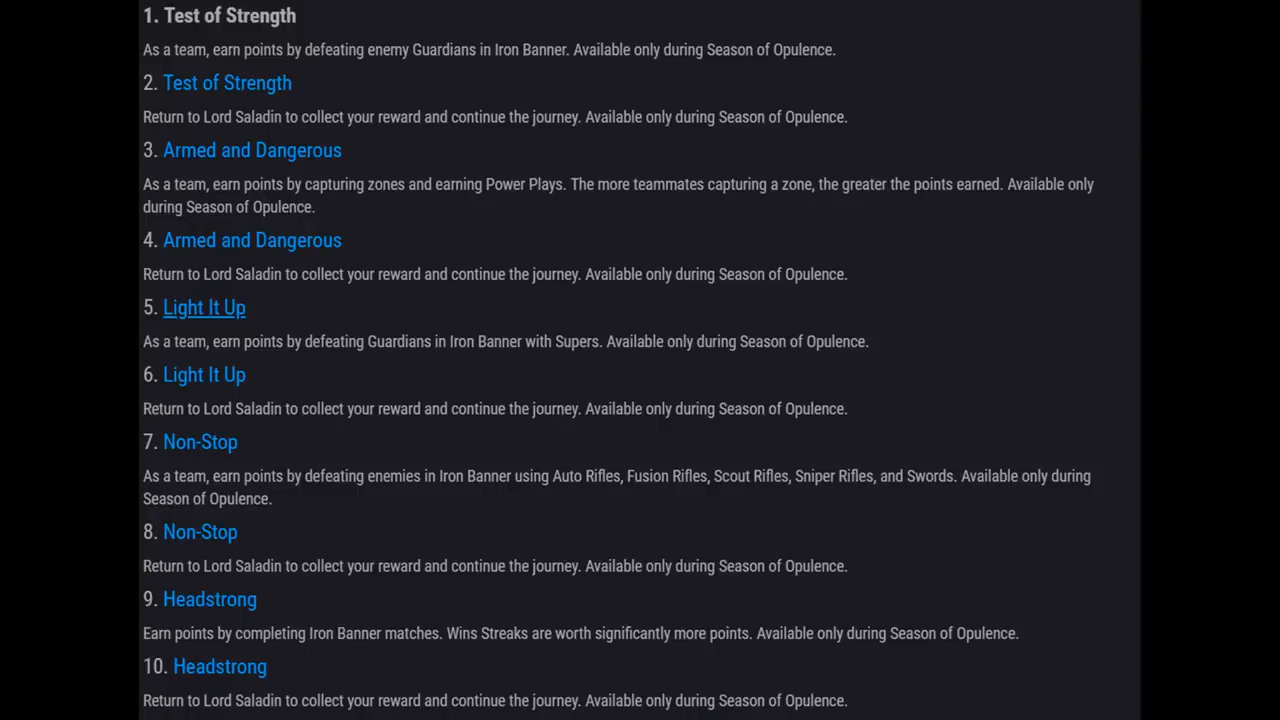 1. Test of Strength
As a team, earn points by defeating enemy Guardians in Iron Banner. Available only during Season of Opulence.
2. Test of Strength
Return to Lord Saladin to collect your reward and continue the journey. Available only during Season of Opulence.
3. Armed and Dangerous
As a team, earn points by capturing zones and earning Power Plays. The more teammates capturing a zone, the greater the points earned. Available only
during Season of Opulence.
4. Armed and Dangerous
Return to Lord Saladin to collect your reward and continue the journey. Available only during Season of Opulence.
5. Light It Up
As a team, earn points by defeating Guardians in Iron Banner with Supers. Available only during Season of Opulence.
6. Light It Up
Return to Lord Saladin to collect your reward and continue the journey. Available only during Season of Opulence.
7. Non-Stop
As a team, earn points by defeating enemies in Iron Banner using Auto Rifles, Fusion Rifles, Scout Rifles, Sniper Rifles, and Swords. Available only during
Season of Opulence.
8. Non-Stop
Return to Lord Saladin to collect your reward and continue the journey. Available only during Season of Opulence.
9. Headstrong
Earn points by completing Iron Banner matches. Wins Streaks are worth significantly more points. Available only during Season of Opulence.
10. Headstrong
Return to Lord Saladin to collect your reward and continue the journey. Available only during Season of Opulence.